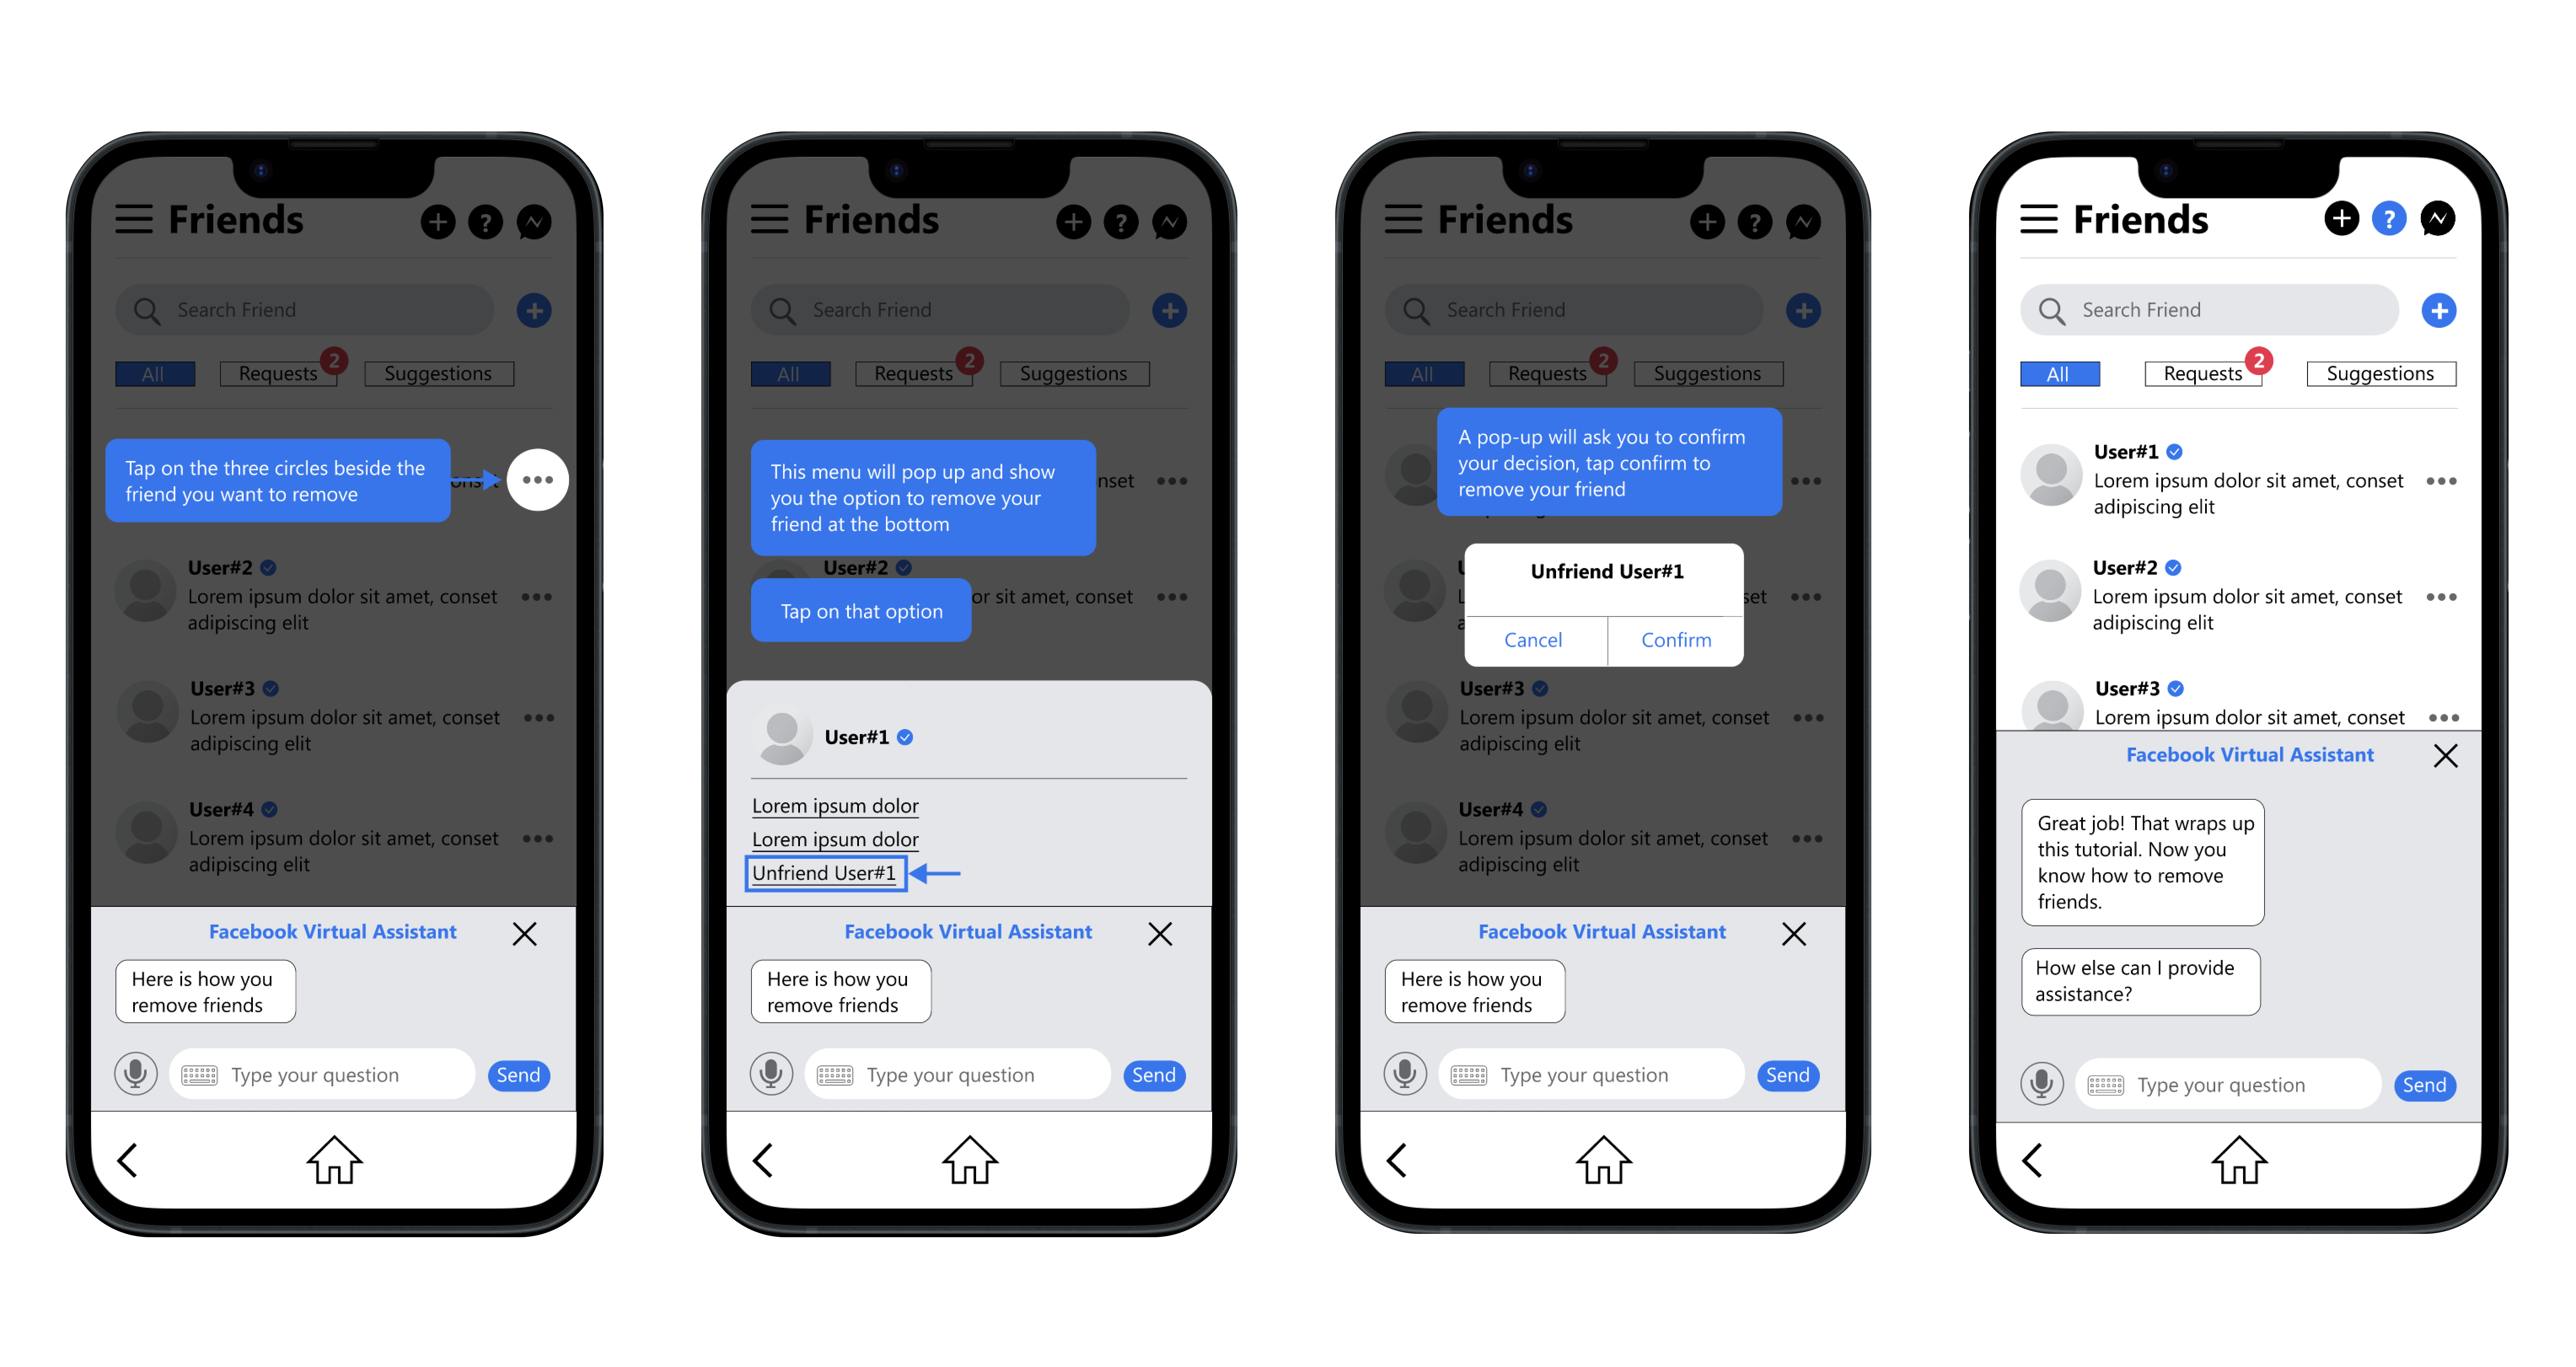 Friends
Search Friend
All
Requests
2
Suggestions
Tap on the three circles beside the
friend you want to remove
User#2
Lorem ipsum dolor sit amet, conset
adipiscing elit
User#3
Lorem ipsum dolor sit amet, conset
adipiscing elit
User#4
Lorem ipsum dolor sit amet, conset
adipiscing elit
Facebook Virtual Assistant
Here is how you
remove friends
Type your question
Send
Friends
Search Friend
All
Requests
2
Suggestions
This menu will pop up and show
you the option to remove your
friend at the bottom
User#2
Tap on that option
sit amet, conset
User#1
Lorem ipsum dolor
Lorem ipsum dolor
Unfriend User#1
Facebook Virtual Assistant
Here is how you
remove friends
Type your question
Send
Friends
Search Friend
All
Requests
2
Suggestions
A pop-up will ask you to confirm
your decision, tap confirm to
remove your friend
Unfriend User#1
Cancel
Confirm
User#3
Lorem ipsum dolor sit amet, conset
adipiscing elit
User#4
Lorem ipsum dolor sit amet, conset
adipiscing elit
Facebook Virtual Assistant
Here is how you
remove friends
Type your question
Send
Friends
?
Search Friend
All
Requests
2
Suggestions
User#1
Lorem ipsum dolor sit amet, conset
adipiscing elit
User#2
Lorem ipsum dolor sit amet, conset
adipiscing elit
User#3
Lorem ipsum dolor sit amet, conset
Facebook Virtual Assistant
Great job! That wraps up
this tutorial. Now you
know how to remove
friends.
How else can I provide
assistance?
Type your question
Send